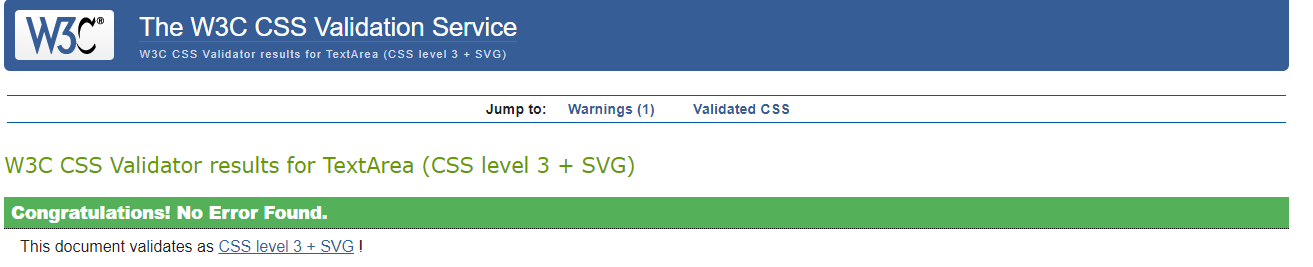 W3C® The W3C CSS Validation Service
W3C CSS Validator results for TextArea (CSS level 3 + SVG)
Jump to: Warnings (1) Validated CSS
W3C CSS Validator results for TextArea (CSS level 3 + SVG)
Congratulations! No Error Found.
This document validates as CSS level 3 + SVG !